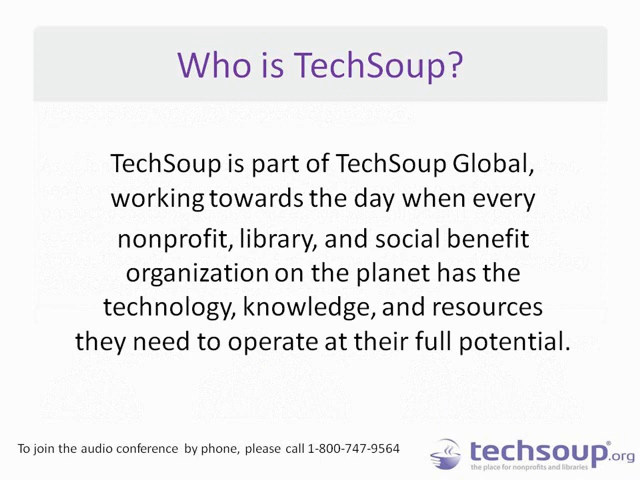 Who is TechSoup?
TechSoup is part of TechSoup Global,
working towards the day when every
nonprofit, library, and social benefit
organization on the planet has the
technology, knowledge, and resources
they need to operate at their full potential.
To join the audio conference by phone, please call 1-800-747-9564
techsoup®.org
the place for nonprofits and libraries